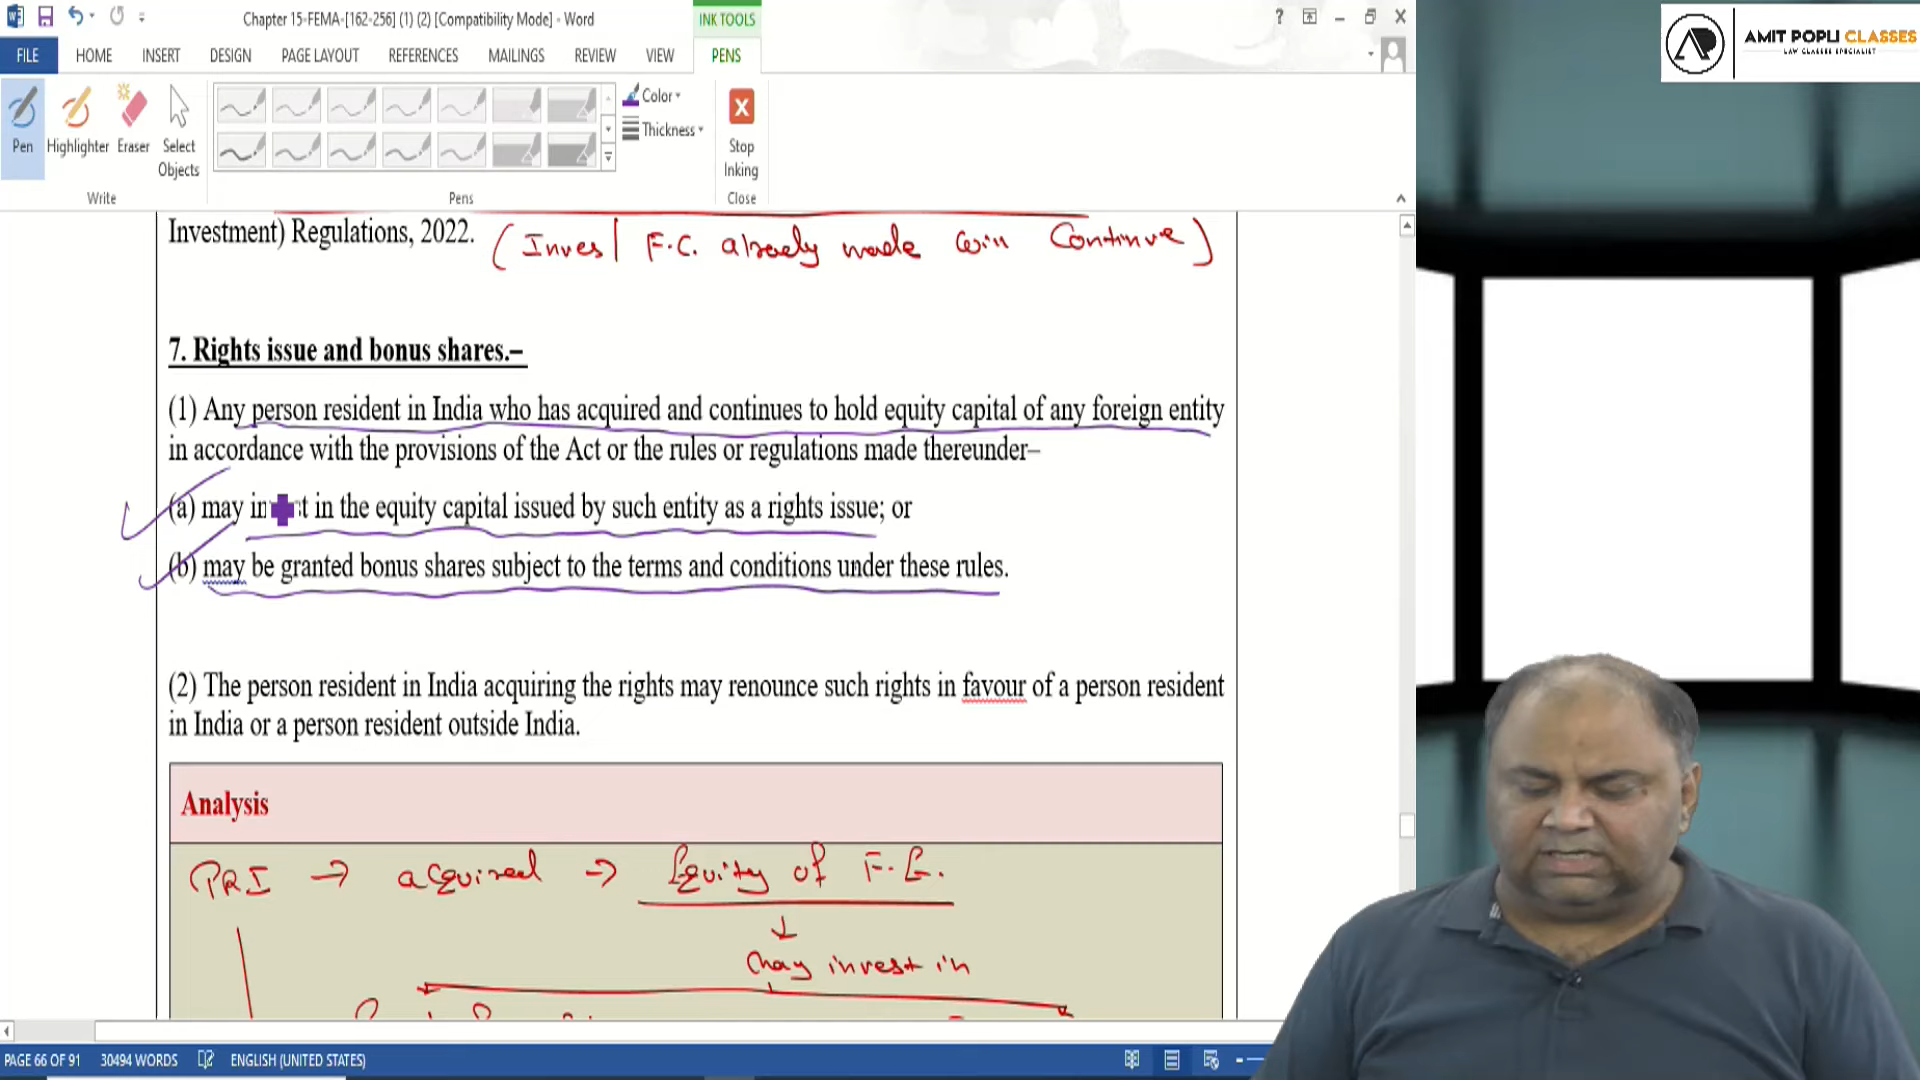 Chapter 15-FEMA-[162-256] (1) (2) [Compatibility Mode] - Word
INK TOOLS
FILE HOME INSERT DESIGN PAGE LAYOUT REFERENCES MAILINGS REVIEW VIEW PENS
AMIT POPLI CLASSES
LAW CLASSES SPECIALIST
Pen Highlighter Eraser Select Objects
Color
Thickness
Stop Inking
Write Pens Close
Investment) Regulations, 2022. (Inves| F.C. already made will Continue)
7. Rights issue and bonus shares.–
(1) Any person resident in India who has acquired and continues to hold equity capital of any foreign entity
in accordance with the provisions of the Act or the rules or regulations made thereunder–
(a) may in t in the equity capital issued by such entity as a rights issue; or
(b) may be granted bonus shares subject to the terms and conditions under these rules.
(2) The person resident in India acquiring the rights may renounce such rights in favour of a person resident
in India or a person resident outside India.
Analysis
PRI → acquired → Equity of F.E.
may invest in
PAGE 66 OF 91 30494 WORDS ENGLISH (UNITED STATES)